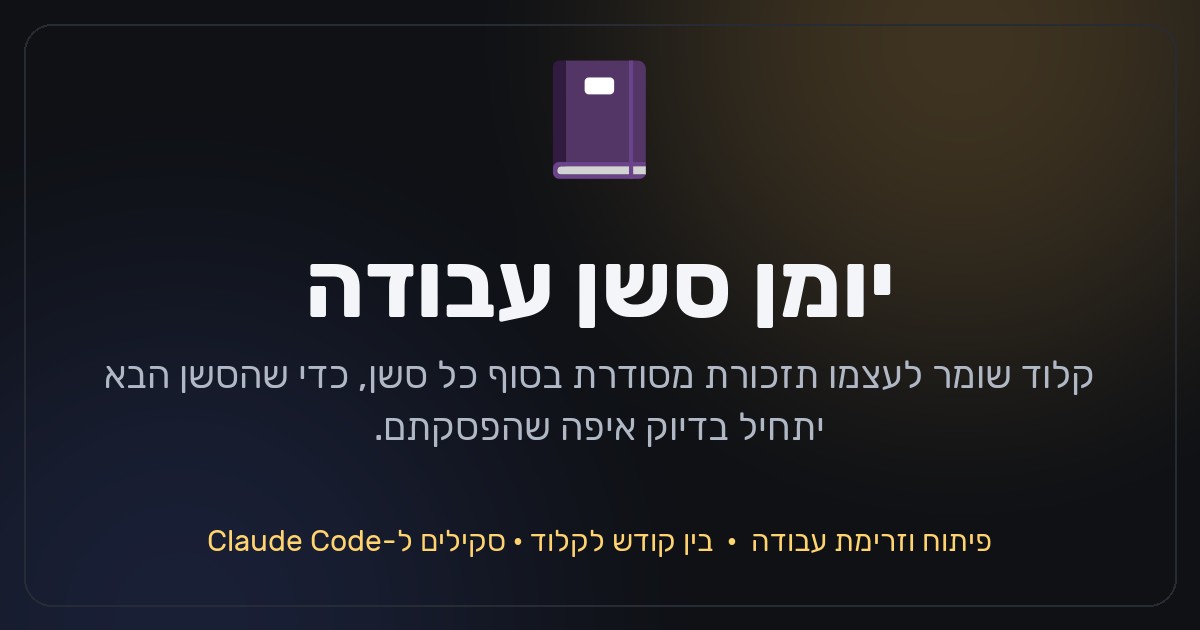 יומן סשן עבודה
קלוד שומר לעצמו תזכורת מסודרת בסוף כל סשן, כדי שהסשן הבא
יתחיל בדיוק איפה שהפסקתם.
פיתוח וזרימת עבודה • בין קודש לקלוד • סקילים ל-Claude Code